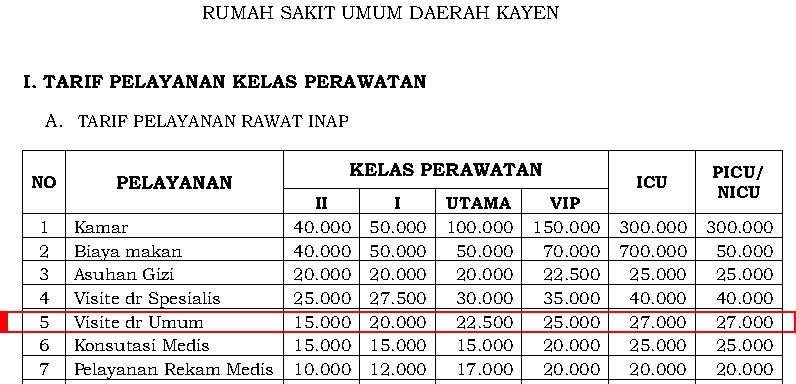 RUMAH SAKIT UMUM DAERAH KAYEN
I. TARIF PELAYANAN KELAS PERAWATAN
A. TARIF PELAYANAN RAWAT INAP
NO PELAYANAN KELAS PERAWATAN ICU PICU/ NICU
II I UTAMA VIP
1 Kamar 40.000 50.000 100.000 150.000 300.000 300.000
2 Biaya makan 40.000 50.000 50.000 70.000 700.000 50.000
3 Asuhan Gizi 20.000 20.000 20.000 22.500 25.000 25.000
4 Visite dr Spesialis 25.000 27.500 30.000 35.000 40.000 40.000
5 Visite dr Umum 15.000 20.000 22.500 25.000 27.000 27.000
6 Konsutasi Medis 15.000 15.000 15.000 20.000 25.000 25.000
7 Pelayanan Rekam Medis 10.000 12.000 17.000 20.000 20.000 20.000